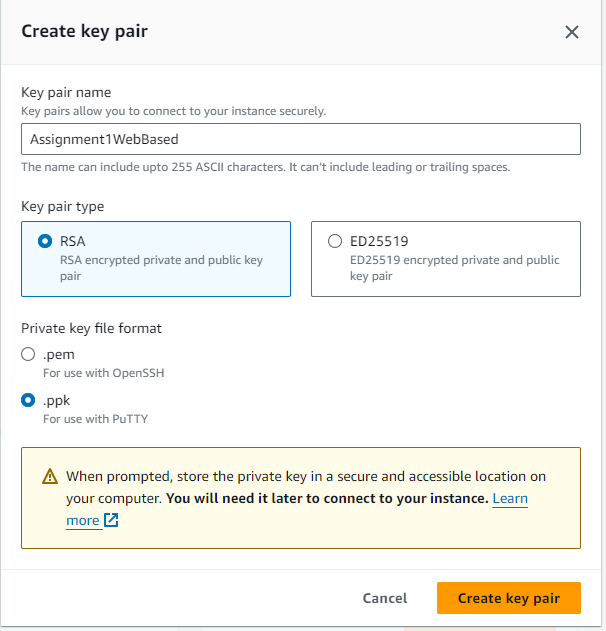 Create key pair
Key pair name
Key pairs allow you to connect to your instance securely.
Assignment1WebBased
The name can include upto 255 ASCII characters. It can't include leading or trailing spaces.
Key pair type
RSA
RSA encrypted private and public key
pair
ED25519
ED25519 encrypted private and public
key pair
Private key file format
.pem
For use with OpenSSH
.ppk
For use with PuTTY
When prompted, store the private key in a secure and accessible location on
your computer. You will need it later to connect to your instance. Learn
more
Cancel
Create key pair